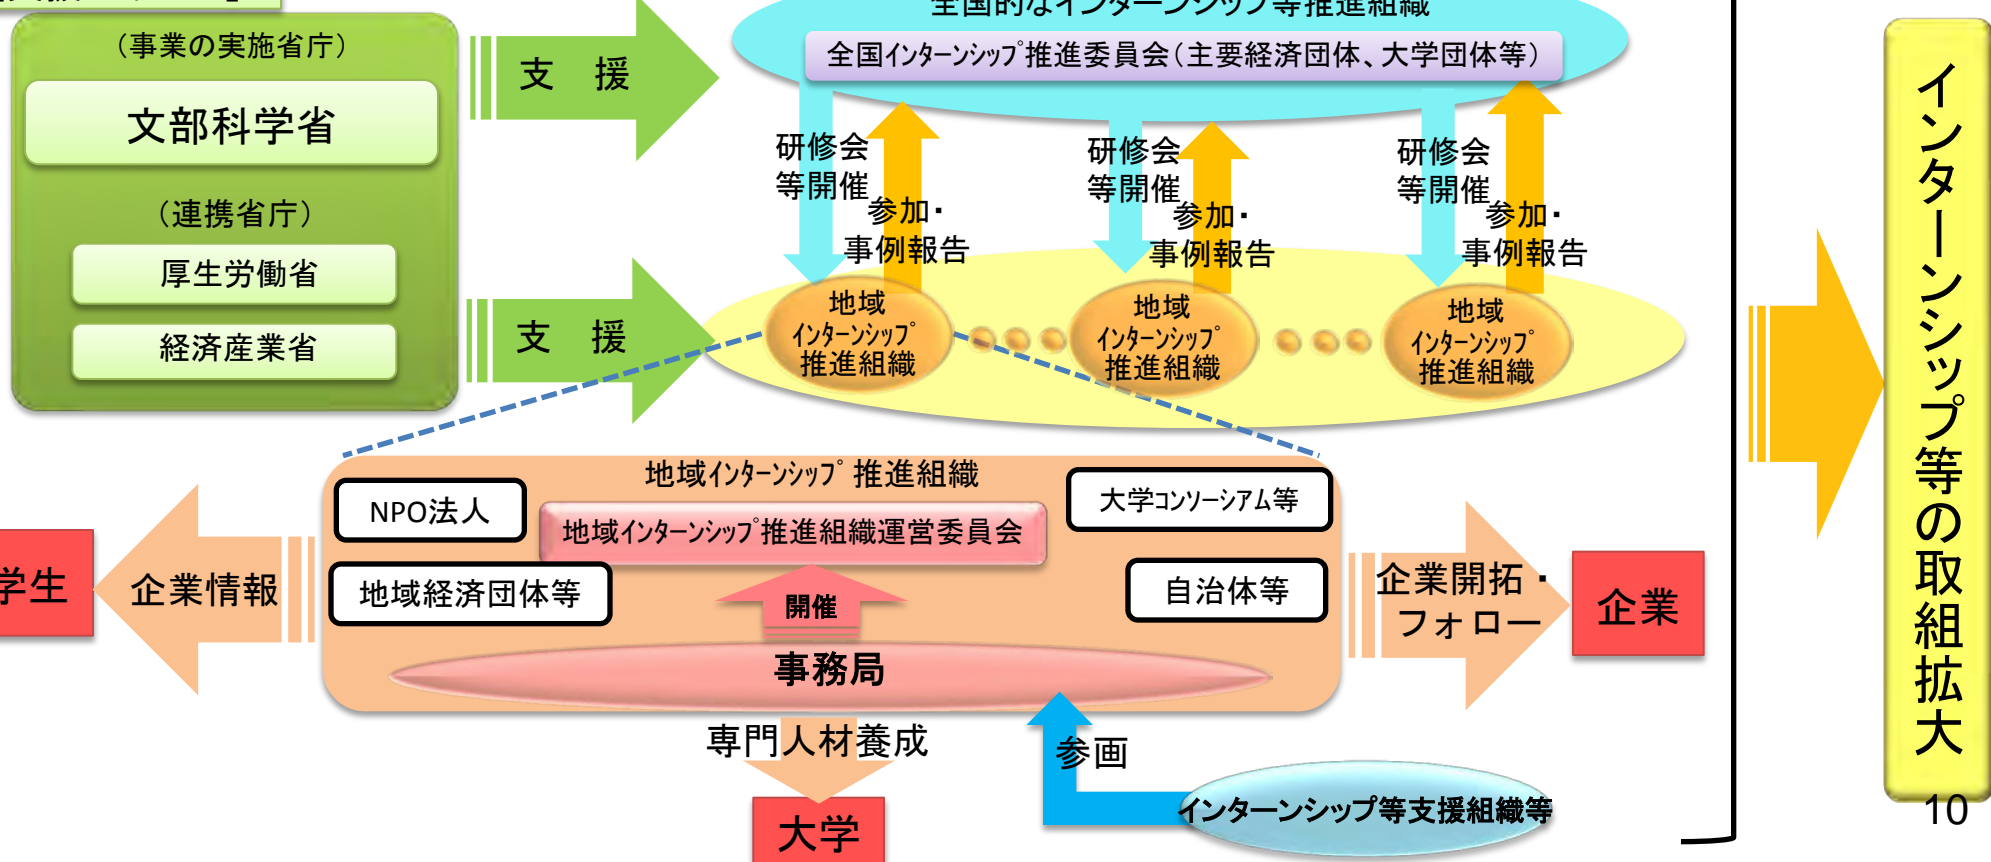 (事業の実施省庁)
文部科学省
(連携省庁)
厚生労働省
経済産業省
支 援
支 援
全国的なインターンシップ等推進組織
全国インターンシップ推進委員会(主要経済団体、大学団体等)
研修会
等開催
参加・
事例報告
研修会
等開催
参加・
事例報告
研修会
等開催
参加・
事例報告
地域
インターンシップ
推進組織
地域
インターンシップ
推進組織
地域
インターンシップ
推進組織
地域インターンシップ推進組織
NPO法人
大学コンソーシアム等
地域インターンシップ推進組織運営委員会
地域経済団体等
自治体等
開催
事務局
学生
企業情報
企業開拓・
フォロー
企業
専門人材養成
大学
参画
インターンシップ等支援組織等
インターンシップ等の取組拡大
10